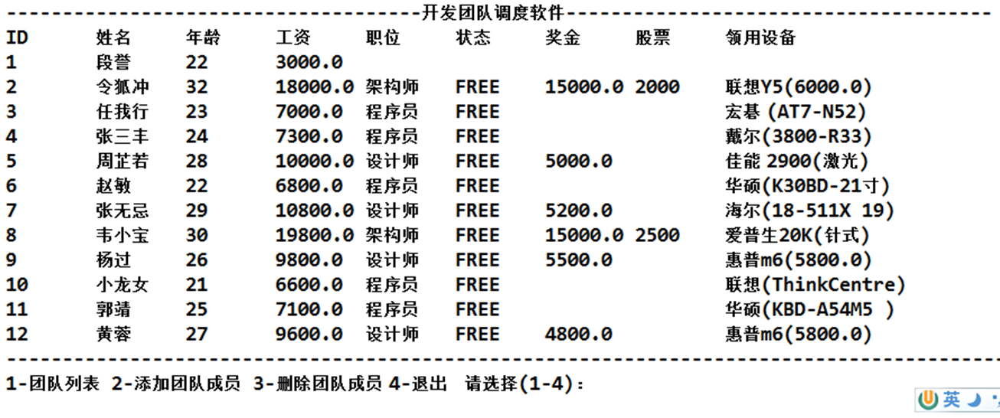 -------------------------------------开发团队调度软件--------------------------------------
ID 姓名 年龄 工资 职位 状态 奖金 股票 领用设备
1 段誉 22 3000.0
2 令狐冲 32 18000.0 架构师 FREE 15000.0 2000 联想Y5(6000.0)
3 任我行 23 7000.0 程序员 FREE 宏碁 (AT7-N52)
4 张三丰 24 7300.0 程序员 FREE 戴尔(3800-R33)
5 周芷若 28 10000.0 设计师 FREE 5000.0 佳能 2900(激光)
6 赵敏 22 6800.0 程序员 FREE 华硕(K30BD-21寸)
7 张无忌 29 10800.0 设计师 FREE 5200.0 海尔(18-511X 19)
8 韦小宝 30 19800.0 架构师 FREE 15000.0 2500 爱普生20K(针式)
9 杨过 26 9800.0 设计师 FREE 5500.0 惠普m6(5800.0)
10 小龙女 21 6600.0 程序员 FREE 联想(ThinkCentre)
11 郭靖 25 7100.0 程序员 FREE 华硕(KBD-A54M5 )
12 黄蓉 27 9600.0 设计师 FREE 4800.0 惠普m6(5800.0)
-----------------------------------------------------------------------------------------
1-团队列表 2-添加团队成员 3-删除团队成员 4-退出 请选择(1-4)：
英